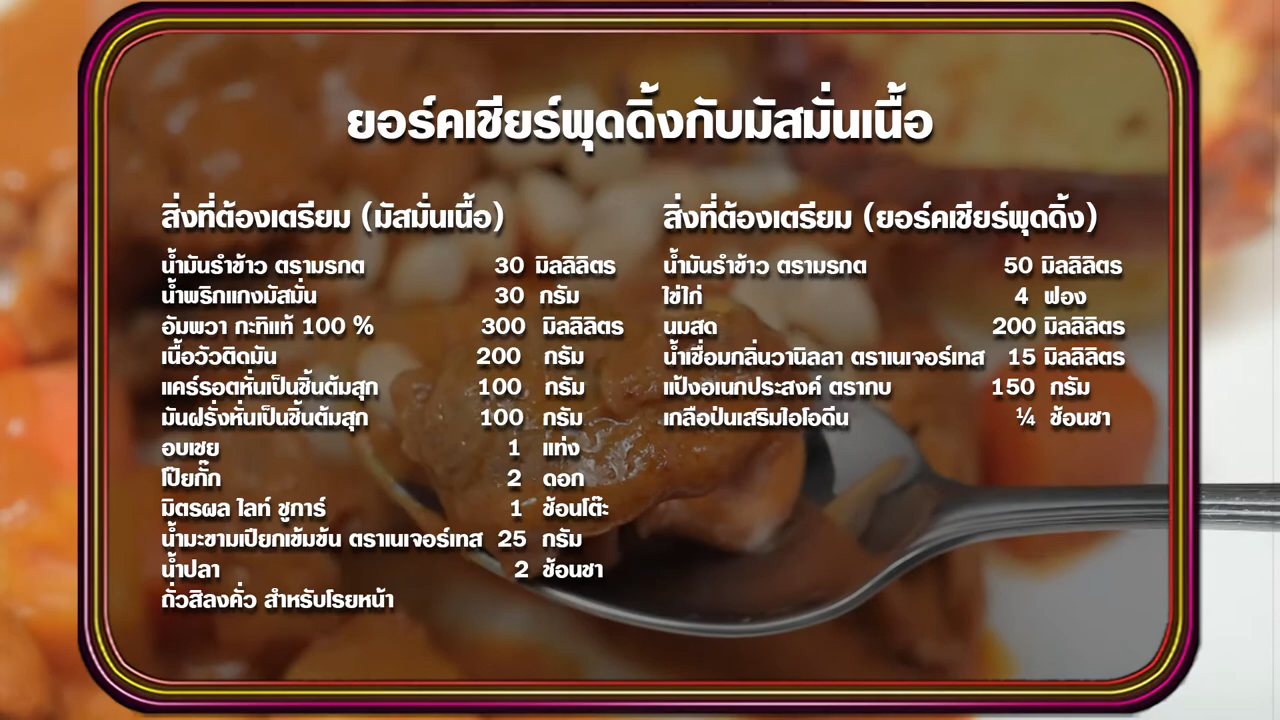 ยอร์คเชียร์พุดดิ้งกับมัสมั่นเนื้อ
สิ่งที่ต้องเตรียม (มัสมั่นเนื้อ)
น้ำมันรำข้าว ตรามรกต 30 มิลลิลิตร
น้ำพริกแกงมัสมั่น 30 กรัม
อัมพวา กะทิแท้ 100 % 300 มิลลิลิตร
เนื้อวัวติดมัน 200 กรัม
แคร์รอตหั่นเป็นชิ้นต้มสุก 100 กรัม
มันฝรั่งหั่นเป็นชิ้นต้มสุก 100 กรัม
อบเชย 1 แท่ง
โป๊ยกั๊ก 2 ดอก
มิตรผล ไลท์ ชูการ์ 1 ช้อนโต๊ะ
น้ำมะขามเปียกเข้มข้น ตราเนเจอร์เทส 25 กรัม
น้ำปลา 2 ช้อนชา
ถั่วลิสงคั่ว สำหรับโรยหน้า
สิ่งที่ต้องเตรียม (ยอร์คเชียร์พุดดิ้ง)
น้ำมันรำข้าว ตรามรกต 50 มิลลิลิตร
ไข่ไก่ 4 ฟอง
นมสด 200 มิลลิลิตร
น้ำเชื่อมกลิ่นวานิลลา ตราเนเจอร์เทส 15 มิลลิลิตร
แป้งอเนกประสงค์ ตรากบ 150 กรัม
เกลือป่นเสริมไอโอดีน ¼ ช้อนชา